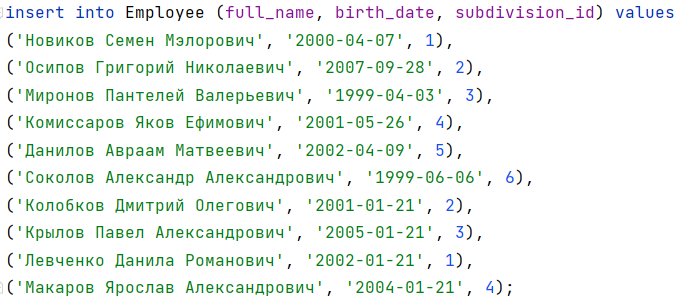 insert into Employee (full_name, birth_date, subdivision_id) values
('Новиков Семен Мэлорович', '2000-04-07', 1),
('Осипов Григорий Николаевич', '2007-09-28', 2),
('Миронов Пантелей Валерьевич', '1999-04-03', 3),
('Комиссаров Яков Ефимович', '2001-05-26', 4),
('Данилов Авраам Матвеевич', '2002-04-09', 5),
('Соколов Александр Александрович', '1999-06-06', 6),
('Колобков Дмитрий Олегович', '2001-01-21', 2),
('Крылов Павел Александрович', '2005-01-21', 3),
('Левченко Данила Романович', '2002-01-21', 1),
('Макаров Ярослав Александрович', '2004-01-21', 4);